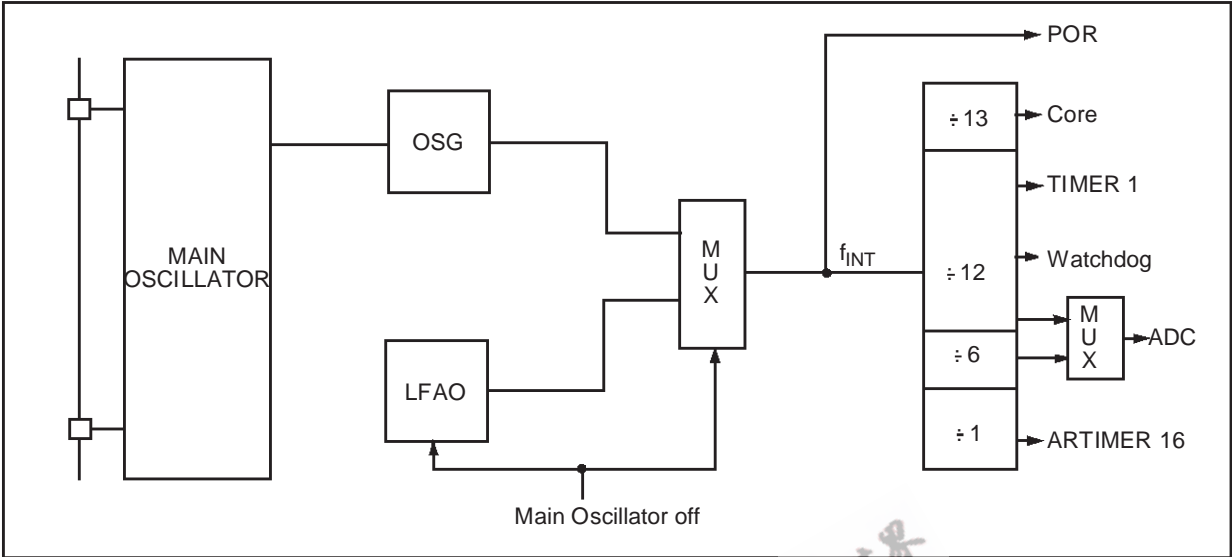 POR
÷ 13
Core
OSG
TIMER 1
MAIN
OSCILLATOR
M
U
X
fINT
÷ 12
Watchdog
M
U
X
ADC
÷ 6
LFAO
÷ 1
ARTIMER 16
Main Oscillator off